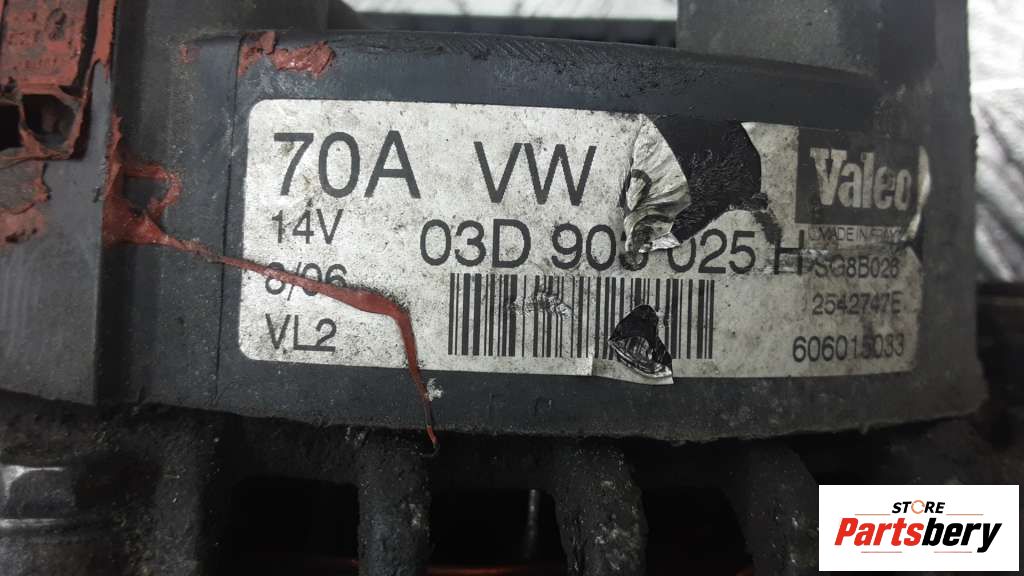 70A VW
Valeo
14V
MADE IN FRANCE
03D 903 025 H
SG8B028
8/06
2542747E
VL2
606015033
STORE
Partsbery